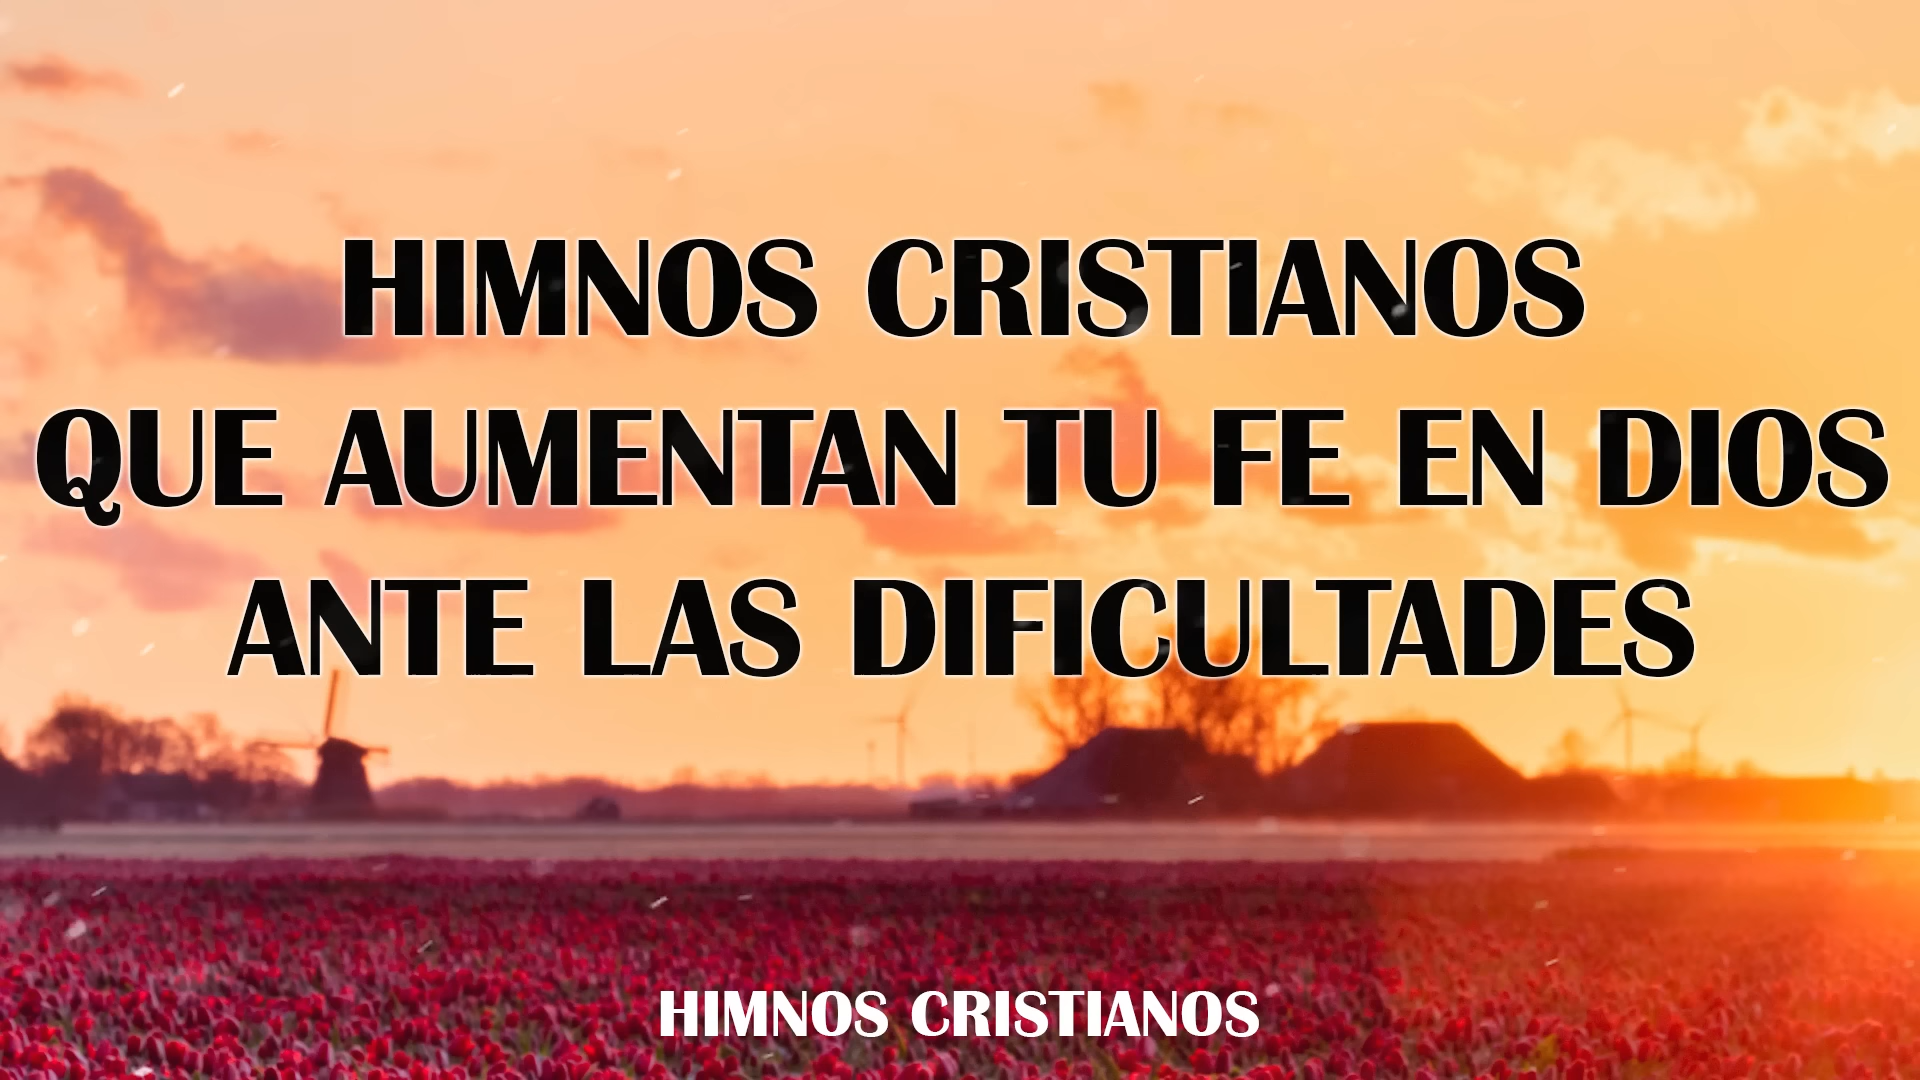 HIMNOS CRISTIANOS
QUE AUMENTAN TU FE EN DIOS
ANTE LAS DIFICULTADES
HIMNOS CRISTIANOS